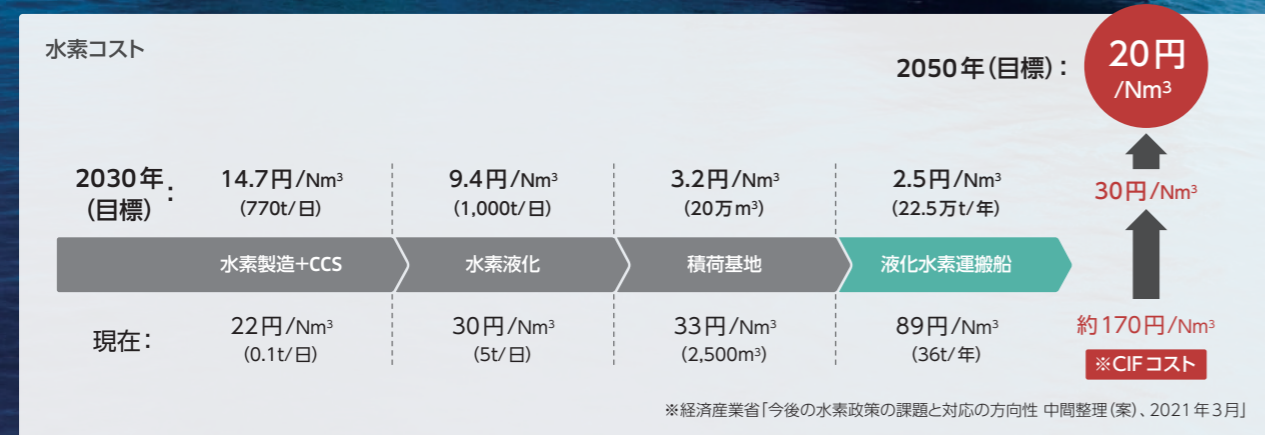 水素コスト
2050年(目標):
20円
/Nm³
2030年
(目標):
14.7円/Nm³
(770t/日)
9.4円/Nm³
(1,000t/日)
3.2円/Nm³
(20万m³)
2.5円/Nm³
(22.5万t/年)
30円/Nm³
水素製造+CCS
水素液化
積荷基地
液化水素運搬船
現在:
22円/Nm³
(0.1t/日)
30円/Nm³
(5t/日)
33円/Nm³
(2,500m³)
89円/Nm³
(36t/年)
約170円/Nm³
※CIFコスト
※経済産業省「今後の水素政策の課題と対応の方向性 中間整理(案)、2021年3月」